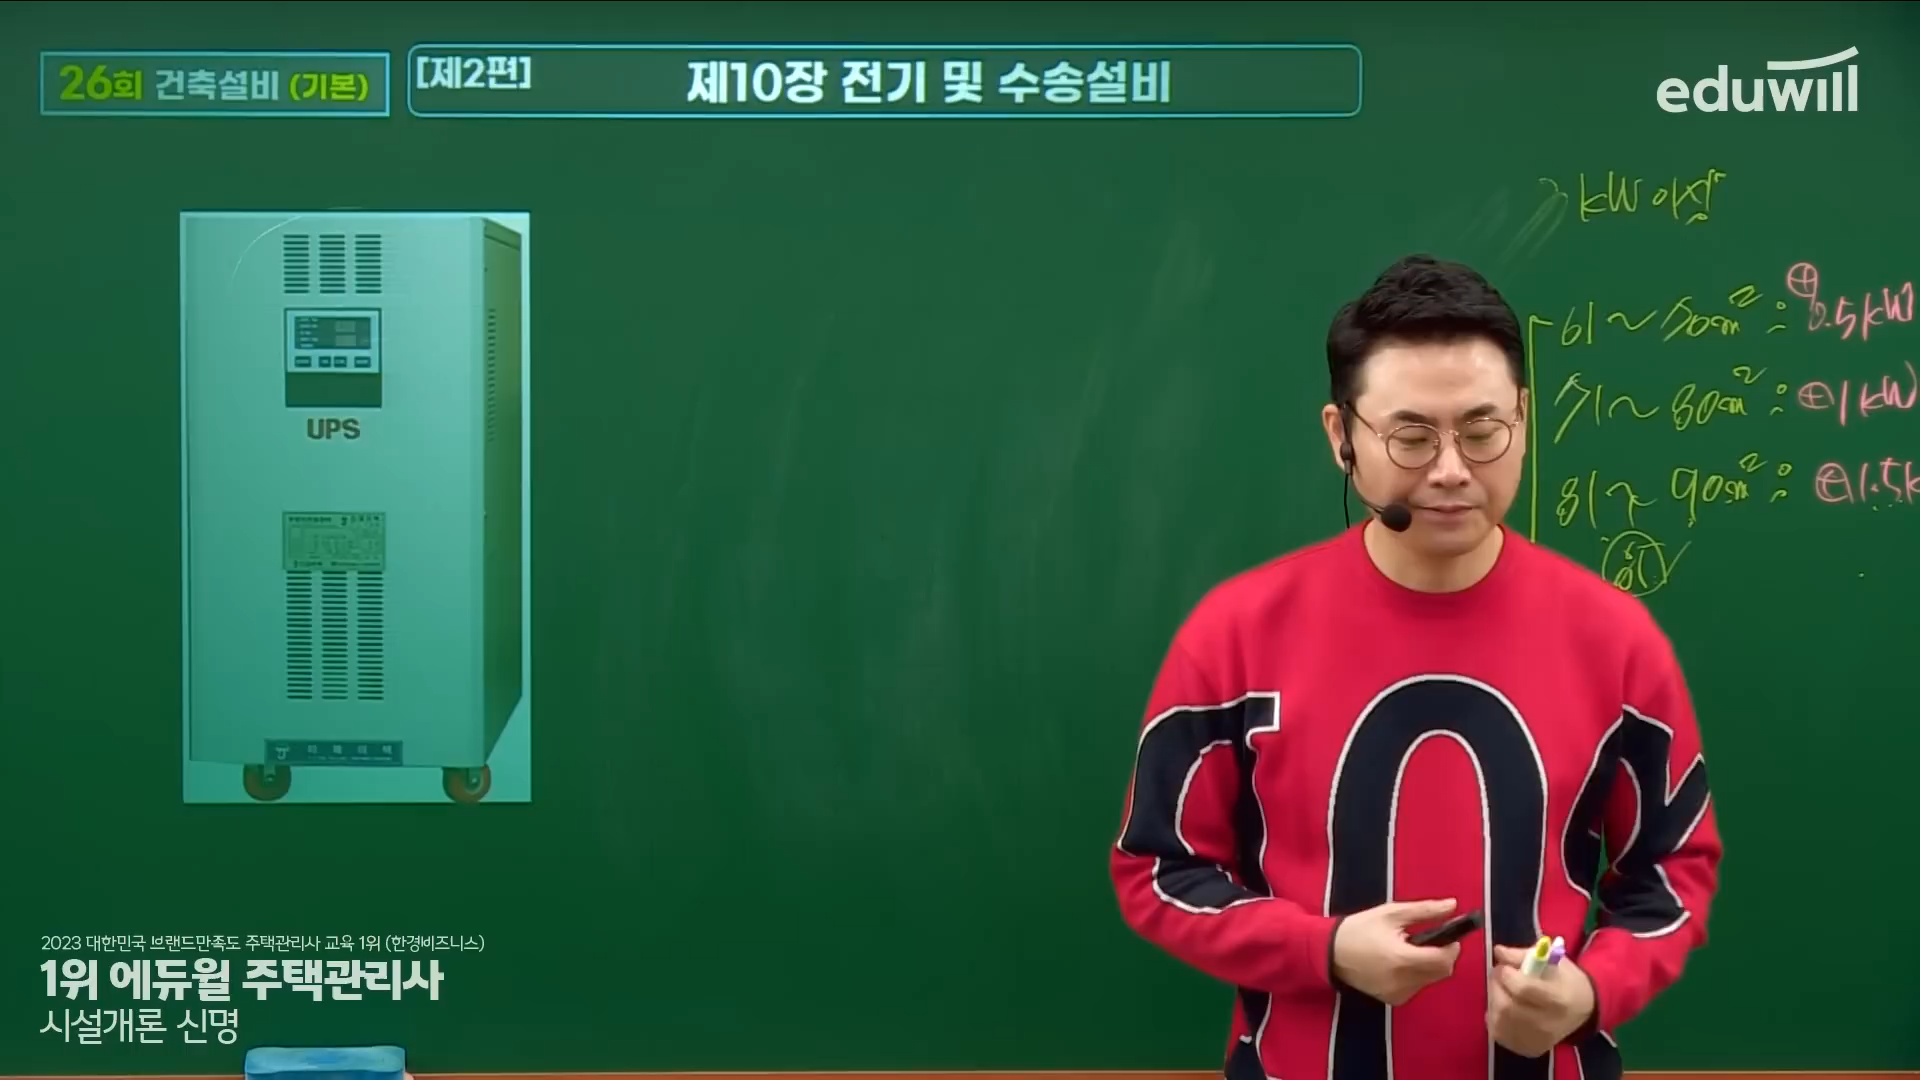 26회 건축설비 (기본)
[제2편]
제10장 전기 및 수송설비
eduwill
kW 이상
61~70㎡ : ⊕0.5kW
71~80㎡ : ⊕1kW
81~90㎡ : ⊕1.5k
UPS
2023 대한민국 브랜드만족도 주택관리사 교육 1위 (한경비즈니스)
1위 에듀윌 주택관리사
시설개론 신명